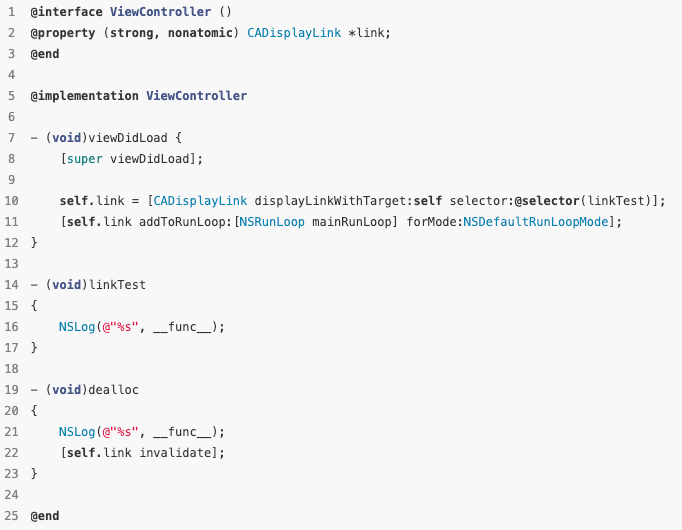 1 @interface ViewController ()
2 @property (strong, nonatomic) CADisplayLink *link;
3 @end
4
5 @implementation ViewController
6
7 - (void)viewDidLoad {
8     [super viewDidLoad];
9
10     self.link = [CADisplayLink displayLinkWithTarget:self selector:@selector(linkTest)];
11     [self.link addToRunLoop:[NSRunLoop mainRunLoop] forMode:NSDefaultRunLoopMode];
12 }
13
14 - (void)linkTest
15 {
16     NSLog(@"%s", __func__);
17 }
18
19 - (void)dealloc
20 {
21     NSLog(@"%s", __func__);
22     [self.link invalidate];
23 }
24
25 @end